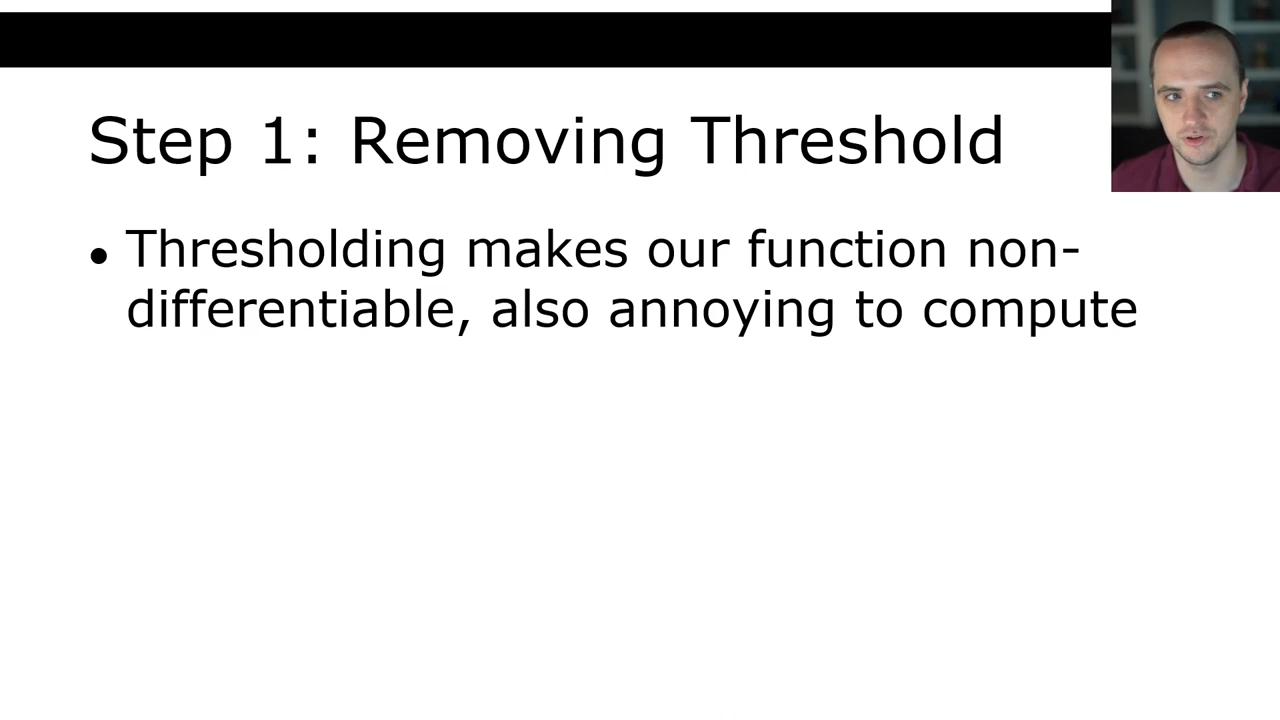 Step 1: Removing Threshold
● Thresholding makes our function non-
differentiable, also annoying to compute